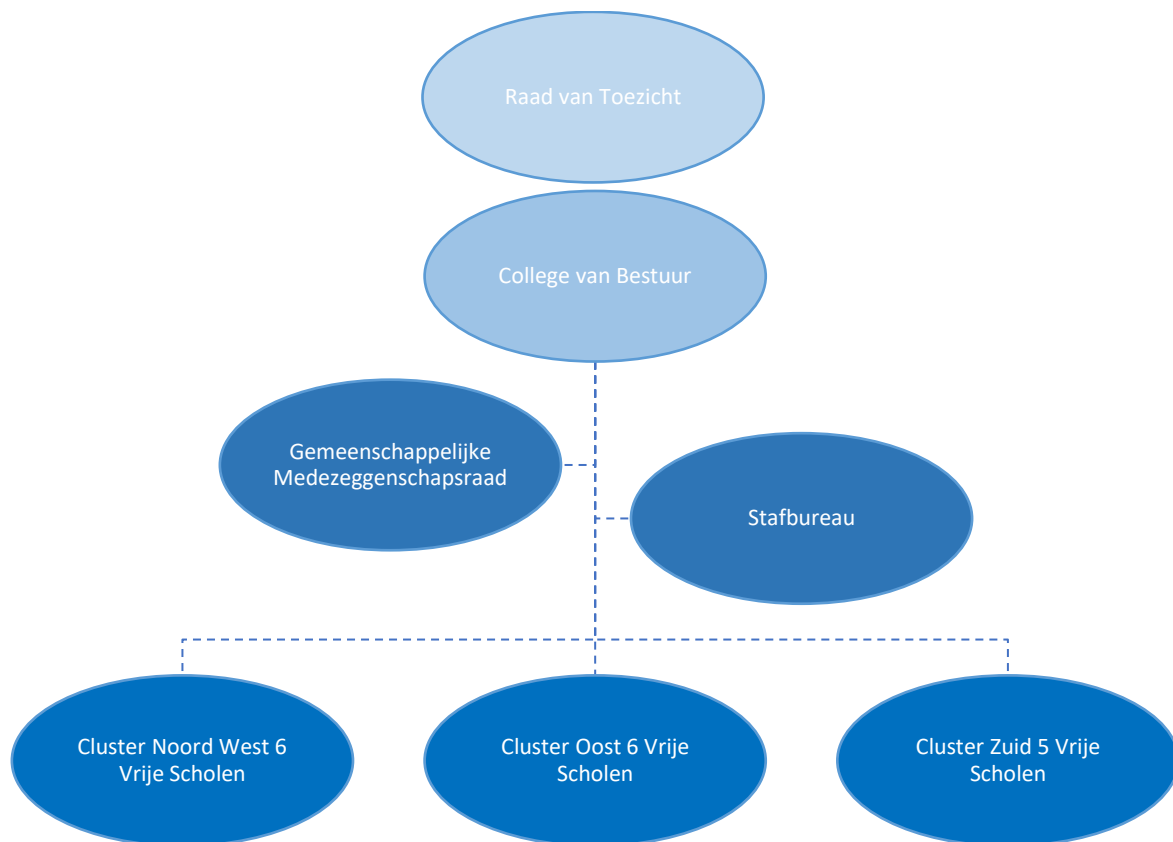 Raad van Toezicht
College van Bestuur
Gemeenschappelijke
Medezeggenschapsraad
Stafbureau
Cluster Noord West 6
Vrije Scholen
Cluster Oost 6 Vrije
Scholen
Cluster Zuid 5 Vrije
Scholen